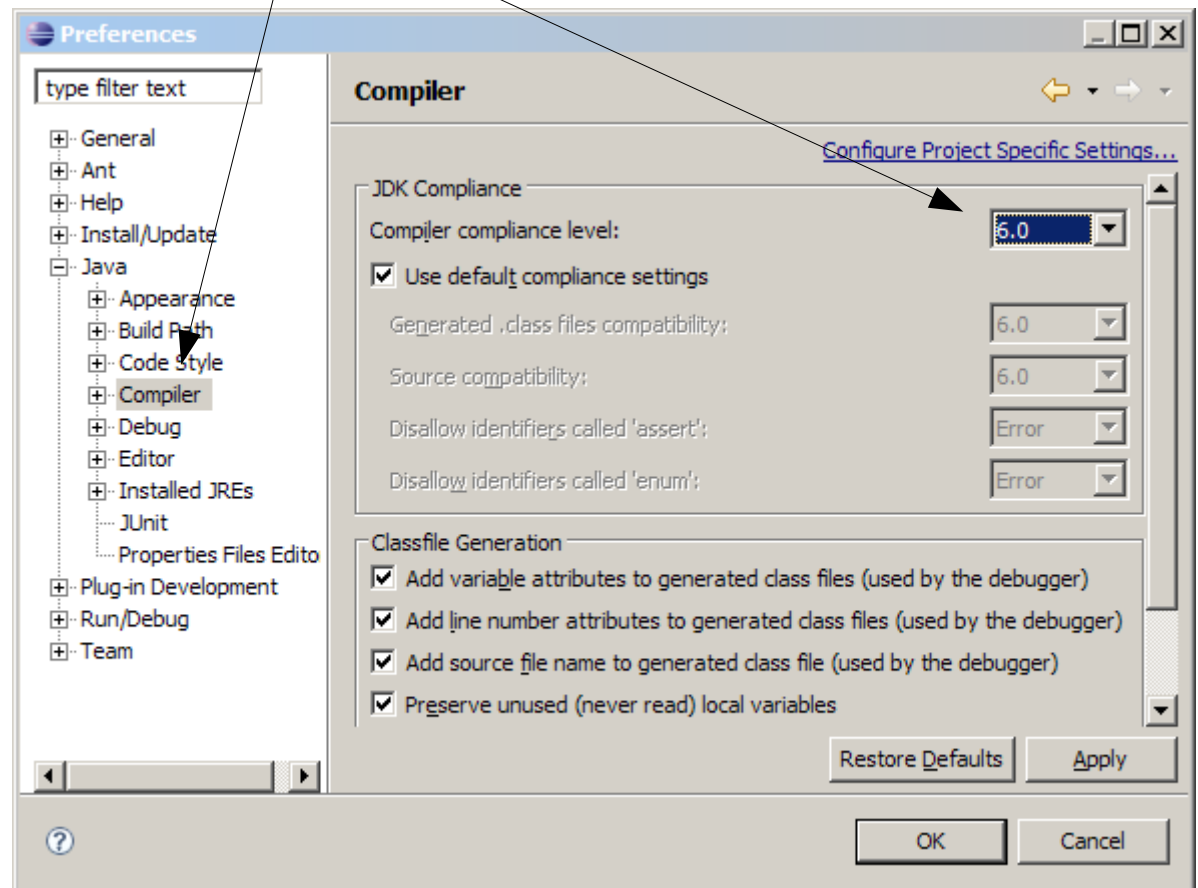 Preferences
type filter text
General
Ant
Help
Install/Update
Java
Appearance
Build Path
Code Style
Compiler
Debug
Editor
Installed JREs
JUnit
Properties Files Edito
Plug-in Development
Run/Debug
Team
Compiler
Configure Project Specific Settings...
JDK Compliance
Compiler compliance level: 6.0
Use default compliance settings
Generated .class files compatibility: 6.0
Source compatibility: 6.0
Disallow identifiers called 'assert': Error
Disallow identifiers called 'enum': Error
Classfile Generation
Add variable attributes to generated class files (used by the debugger)
Add line number attributes to generated class files (used by the debugger)
Add source file name to generated class file (used by the debugger)
Preserve unused (never read) local variables
Restore Defaults Apply
? OK Cancel